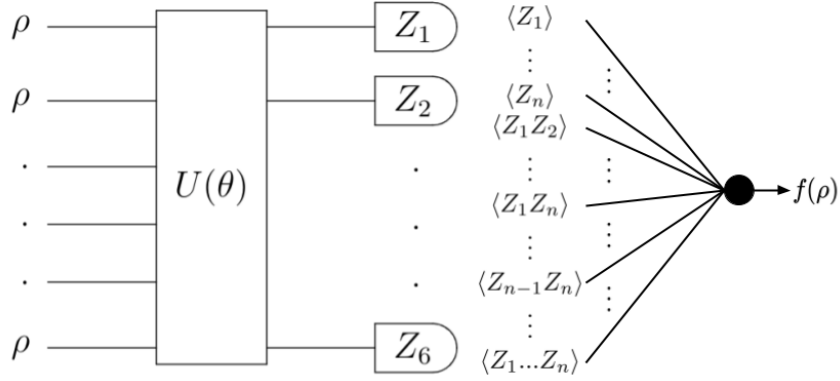 ρ
ρ
.
.
.
ρ
U(θ)
Z₁
Z₂
.
.
.
Z₆
⟨Z₁⟩
⋮
⟨Zₙ⟩
⟨Z₁Z₂⟩
⋮
⟨Z₁Zₙ⟩
⋮
⟨Zₙ₋₁Zₙ⟩
⋮
⟨Z₁...Zₙ⟩
⋮
⋮
⋮
⋮
f(ρ)